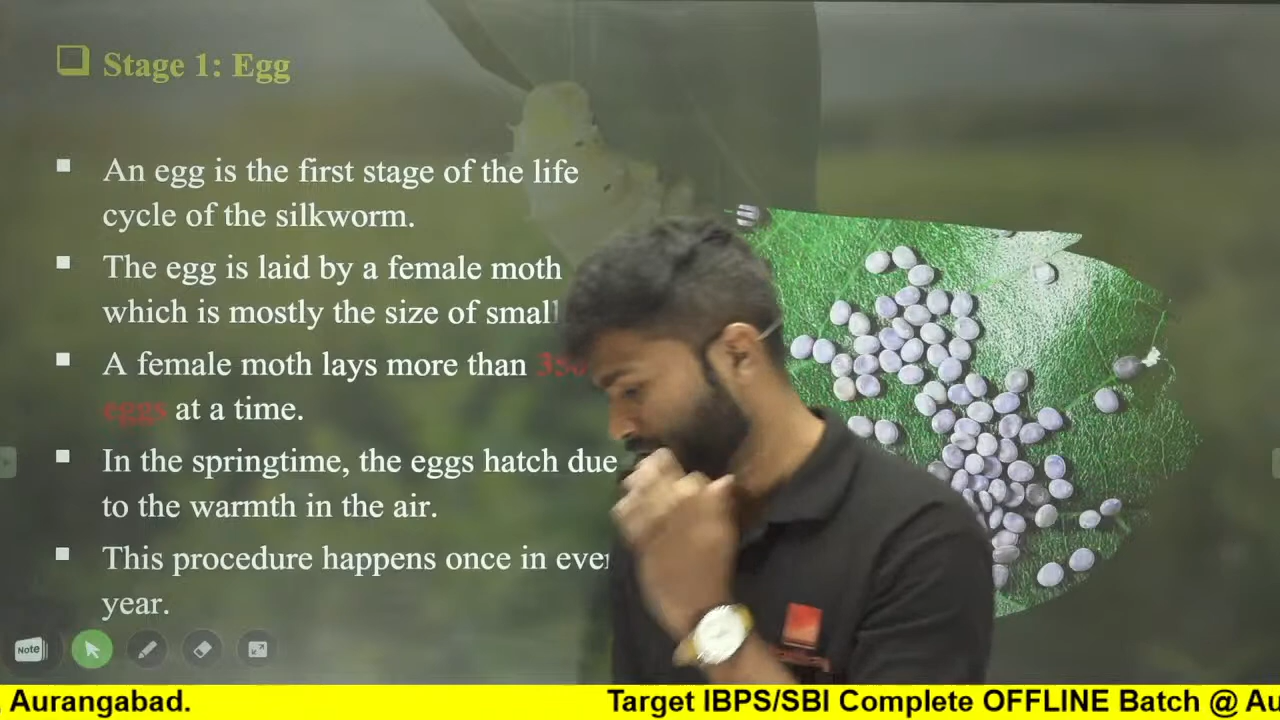 Stage 1: Egg
An egg is the first stage of the life
cycle of the silkworm.
The egg is laid by a female moth
which is mostly the size of small
A female moth lays more than 350
eggs at a time.
In the springtime, the eggs hatch due
to the warmth in the air.
This procedure happens once in
year.
Note
Aurangabad.
Target IBPS/SBI Complete OFFLINE Batch @